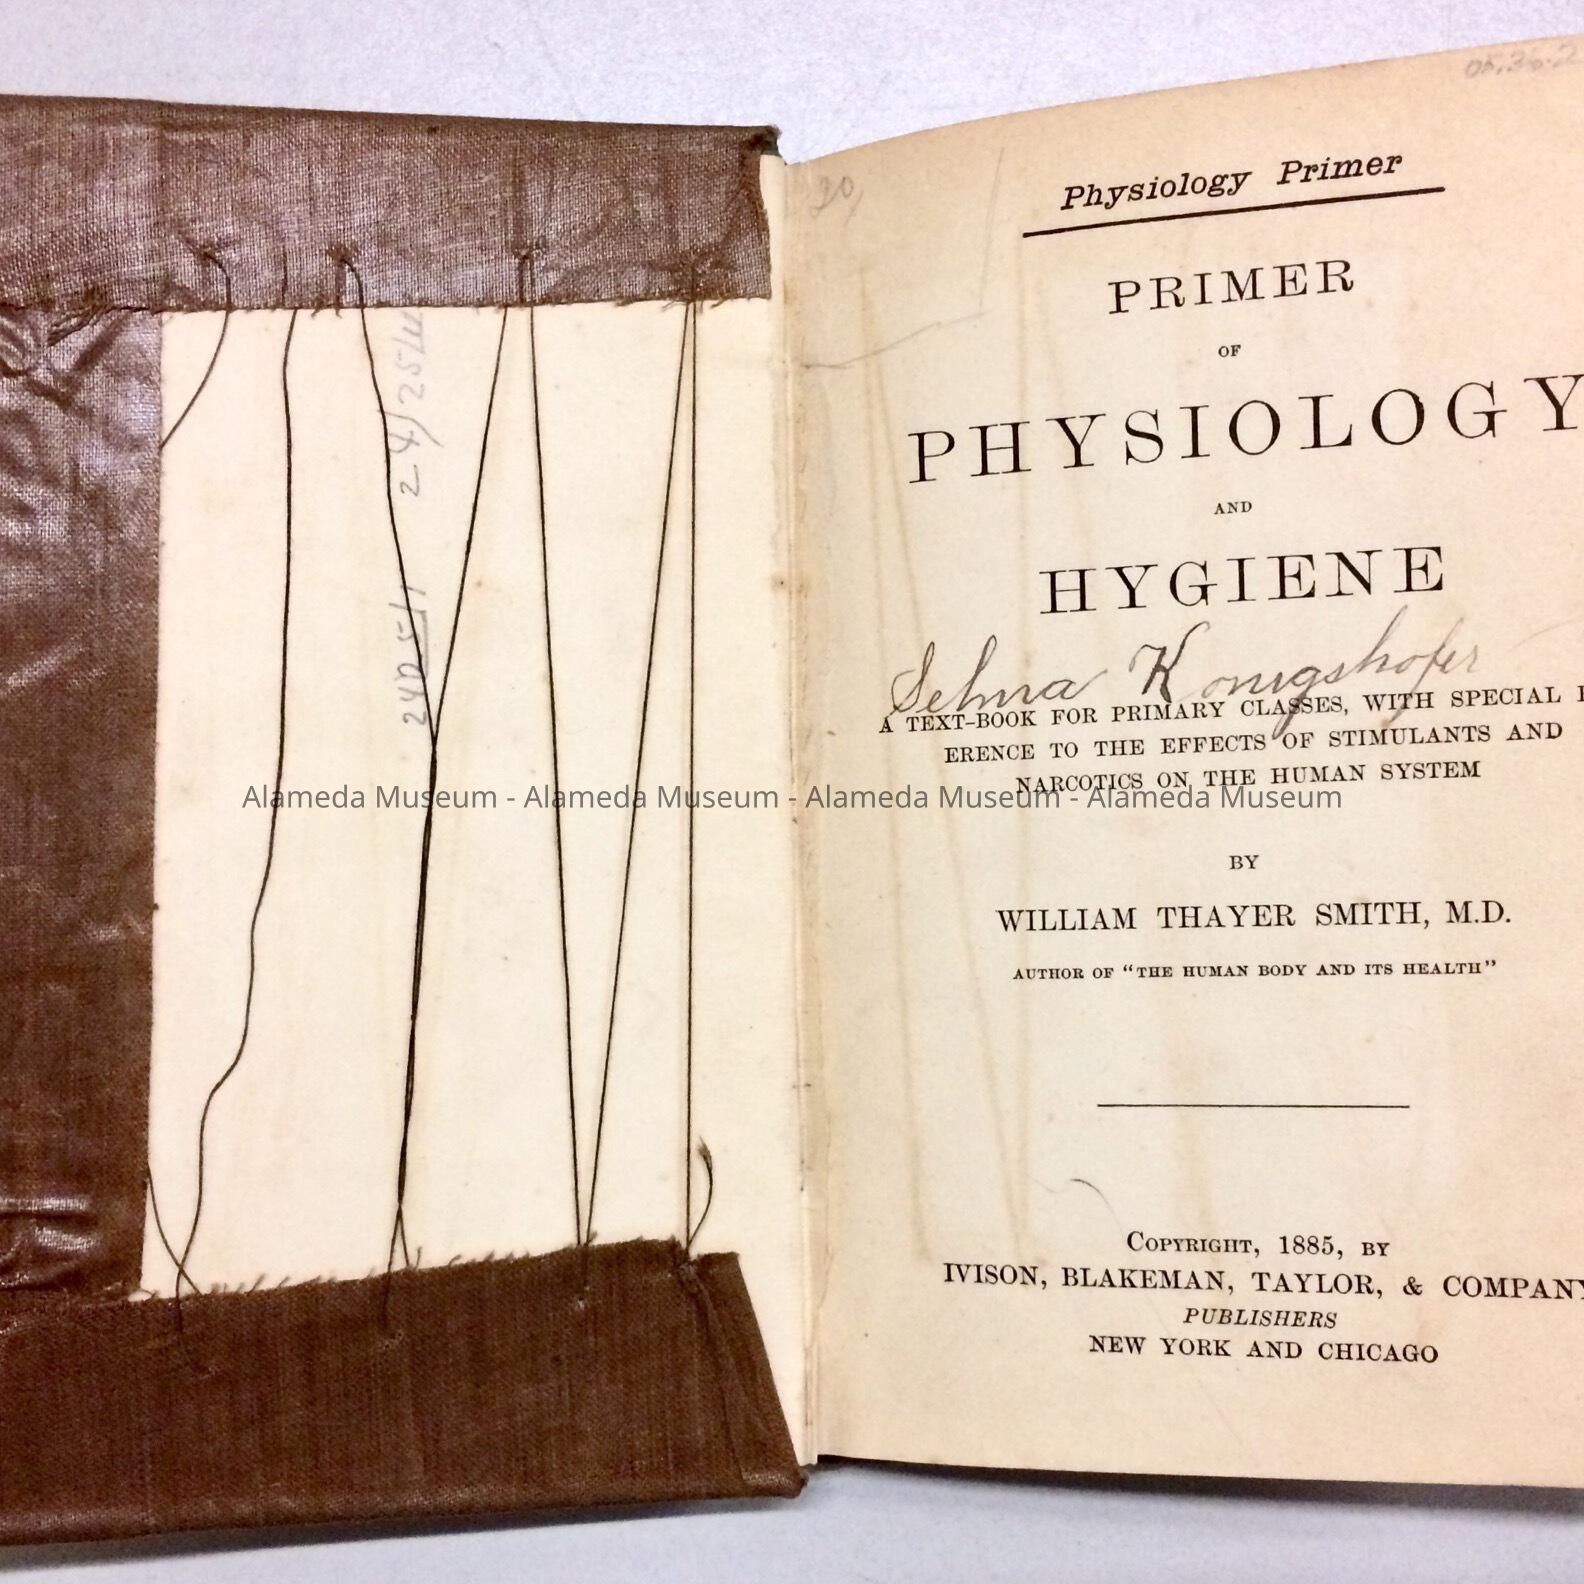 Physiology Primer
20,
PRIMER
OF
PHYSIOLOGY
AND
HYGIENE
Selma Konigshofer
A TEXT-BOOK FOR PRIMARY CLASSES, WITH SPECIAL
ERENCE TO THE EFFECTS OF STIMULANTS AND
NARCOTICS ON THE HUMAN SYSTEM
Alameda Museum - Alameda Museum - Alameda Museum - Alameda Museum
BY
WILLIAM THAYER SMITH, M.D.
AUTHOR OF "THE HUMAN BODY AND ITS HEALTH"
COPYRIGHT, 1885, BY
IVISON, BLAKEMAN, TAYLOR, & COMPANY
PUBLISHERS
NEW YORK AND CHICAGO